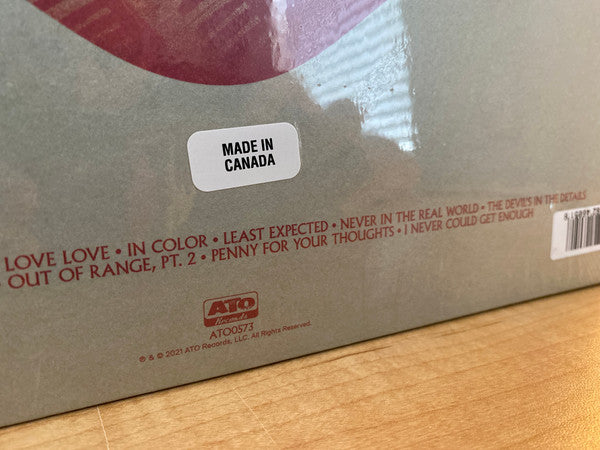 MADE IN
CANADA
LOVE LOVE • IN COLOR • LEAST EXPECTED • NEVER IN THE REAL WORLD • THE DEVIL'S IN THE DETAILS
OUT OF RANGE, PT. 2 • PENNY FOR YOUR THOUGHTS • I NEVER COULD GET ENOUGH
ATO
Records
ATO0573
℗ & © 2021 ATO Records, LLC. All Rights Reserved.